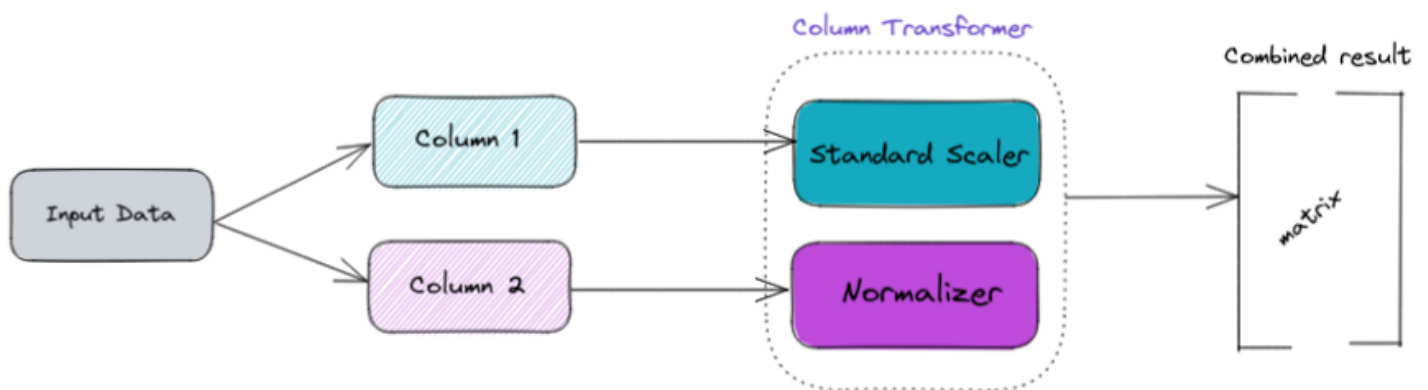 Column Transformer
Combined result
Column 1
Standard Scaler
Input Data
matrix
Column 2
Normalizer